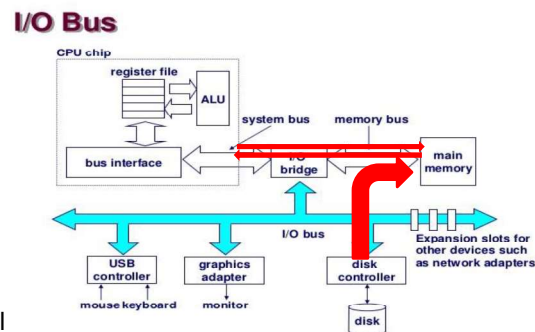 I/O Bus
CPU chip
register file
ALU
system bus
memory bus
bus interface
I/O
bridge
main
memory
I/O bus
Expansion slots for
other devices such
as network adapters
USB
controller
graphics
adapter
disk
controller
mouse keyboard
monitor
disk